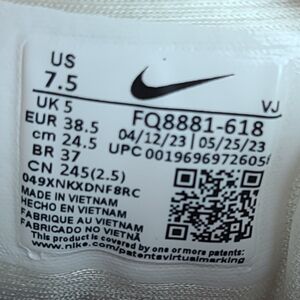 US
7.5
VJ
UK 5
FQ8881-618
EUR 38.5
04/12/23 | 05/25/23
cm 24.5
UPC 00196969726058
BR 37
CN 245(2.5)
049XNKXDNF8RC
MADE IN VIETNAM
HECHO EN VIETNAM
FABRIQUE AU VIETNAM
FABRICADO NO VIETNÃ
This product is covered by one or more patents:
www.nike.com/patentsvirtualmarking